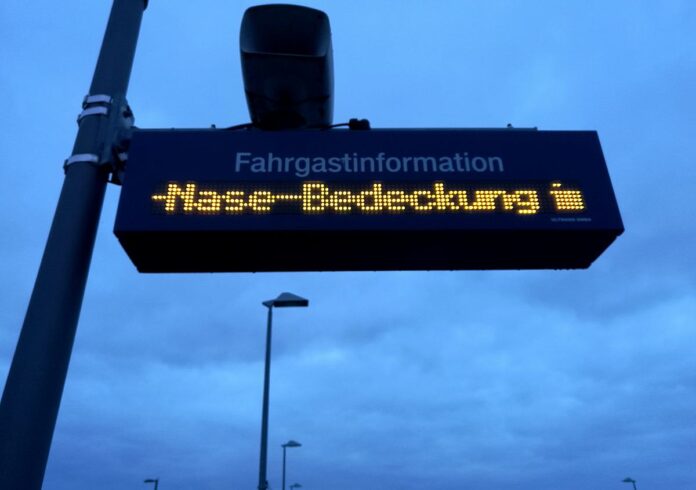 Fahrgastinformation
-Nase-Bedeckung